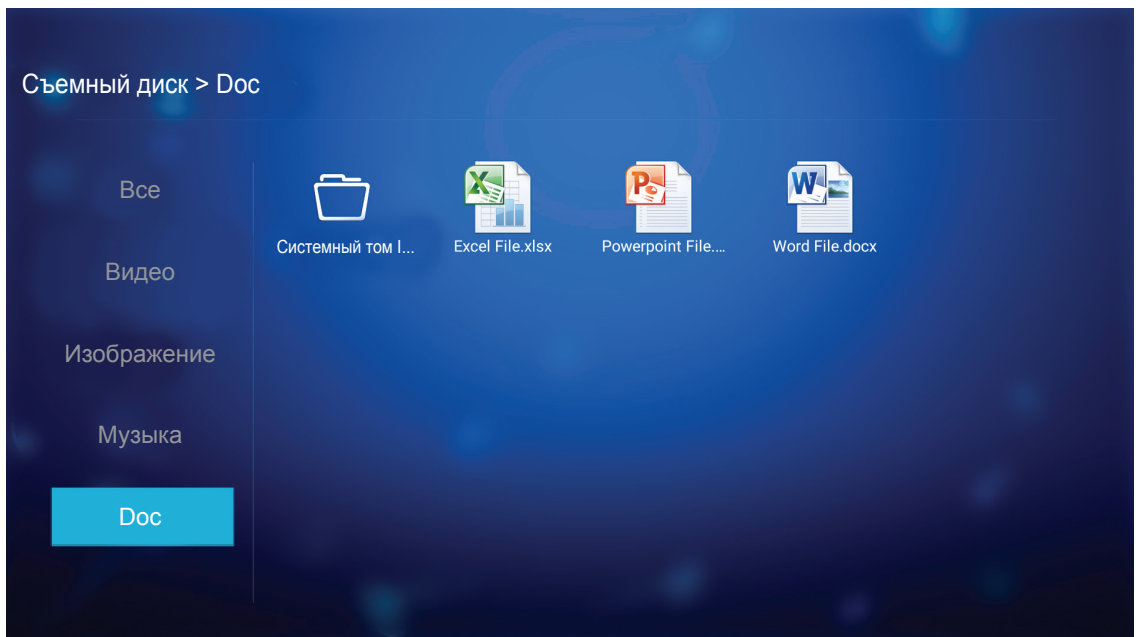 Съемный диск > Doc
Все
Видео
Изображение
Музыка
Doc
Системный том I...
Excel File.xlsx
Powerpoint File....
Word File.docx